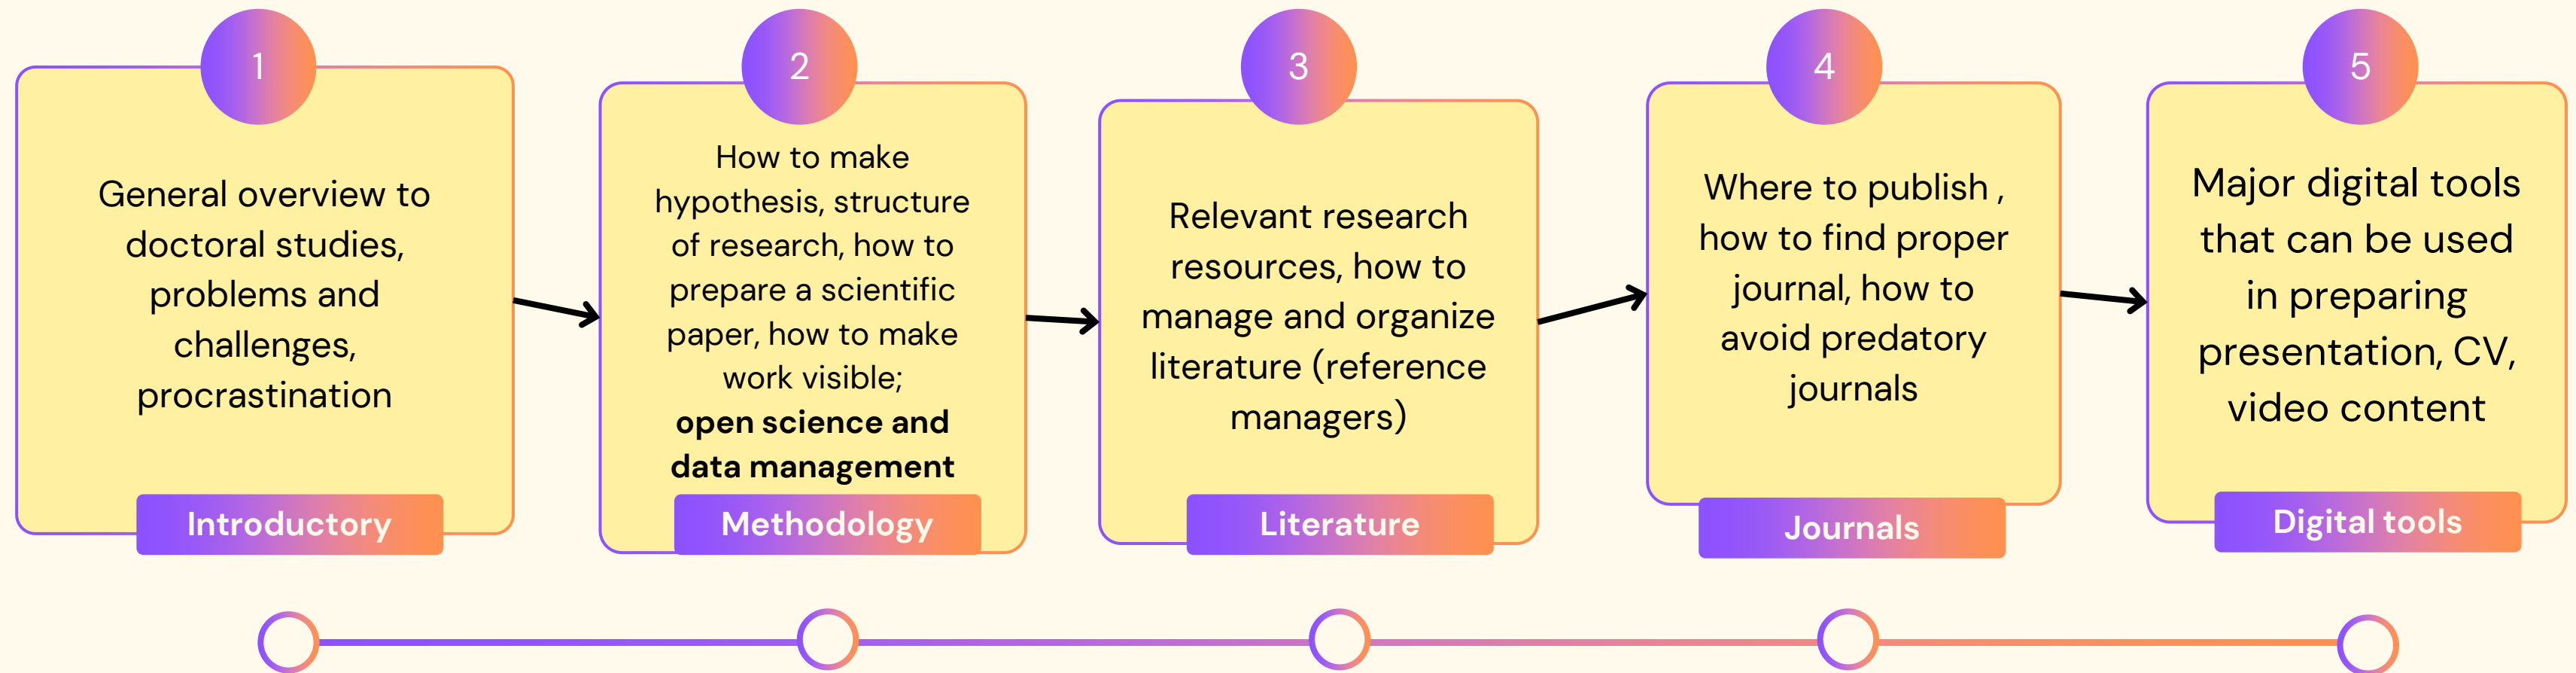 1
General overview to
doctoral studies,
problems and
challenges,
procrastination
Introductory
2
How to make
hypothesis, structure
of research, how to
prepare a scientific
paper, how to make
work visible;
open science and
data management
Methodology
3
Relevant research
resources, how to
manage and organize
literature (reference
managers)
Literature
4
Where to publish ,
how to find proper
journal, how to
avoid predatory
journals
Journals
5
Major digital tools
that can be used
in preparing
presentation, CV,
video content
Digital tools